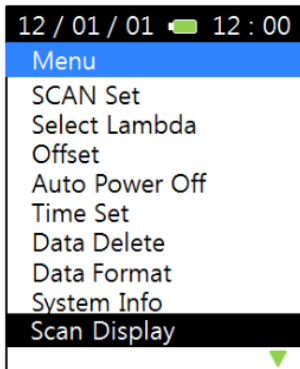 12 / 01 / 01 12 : 00
Menu
SCAN Set
Select Lambda
Offset
Auto Power Off
Time Set
Data Delete
Data Format
System Info
Scan Display